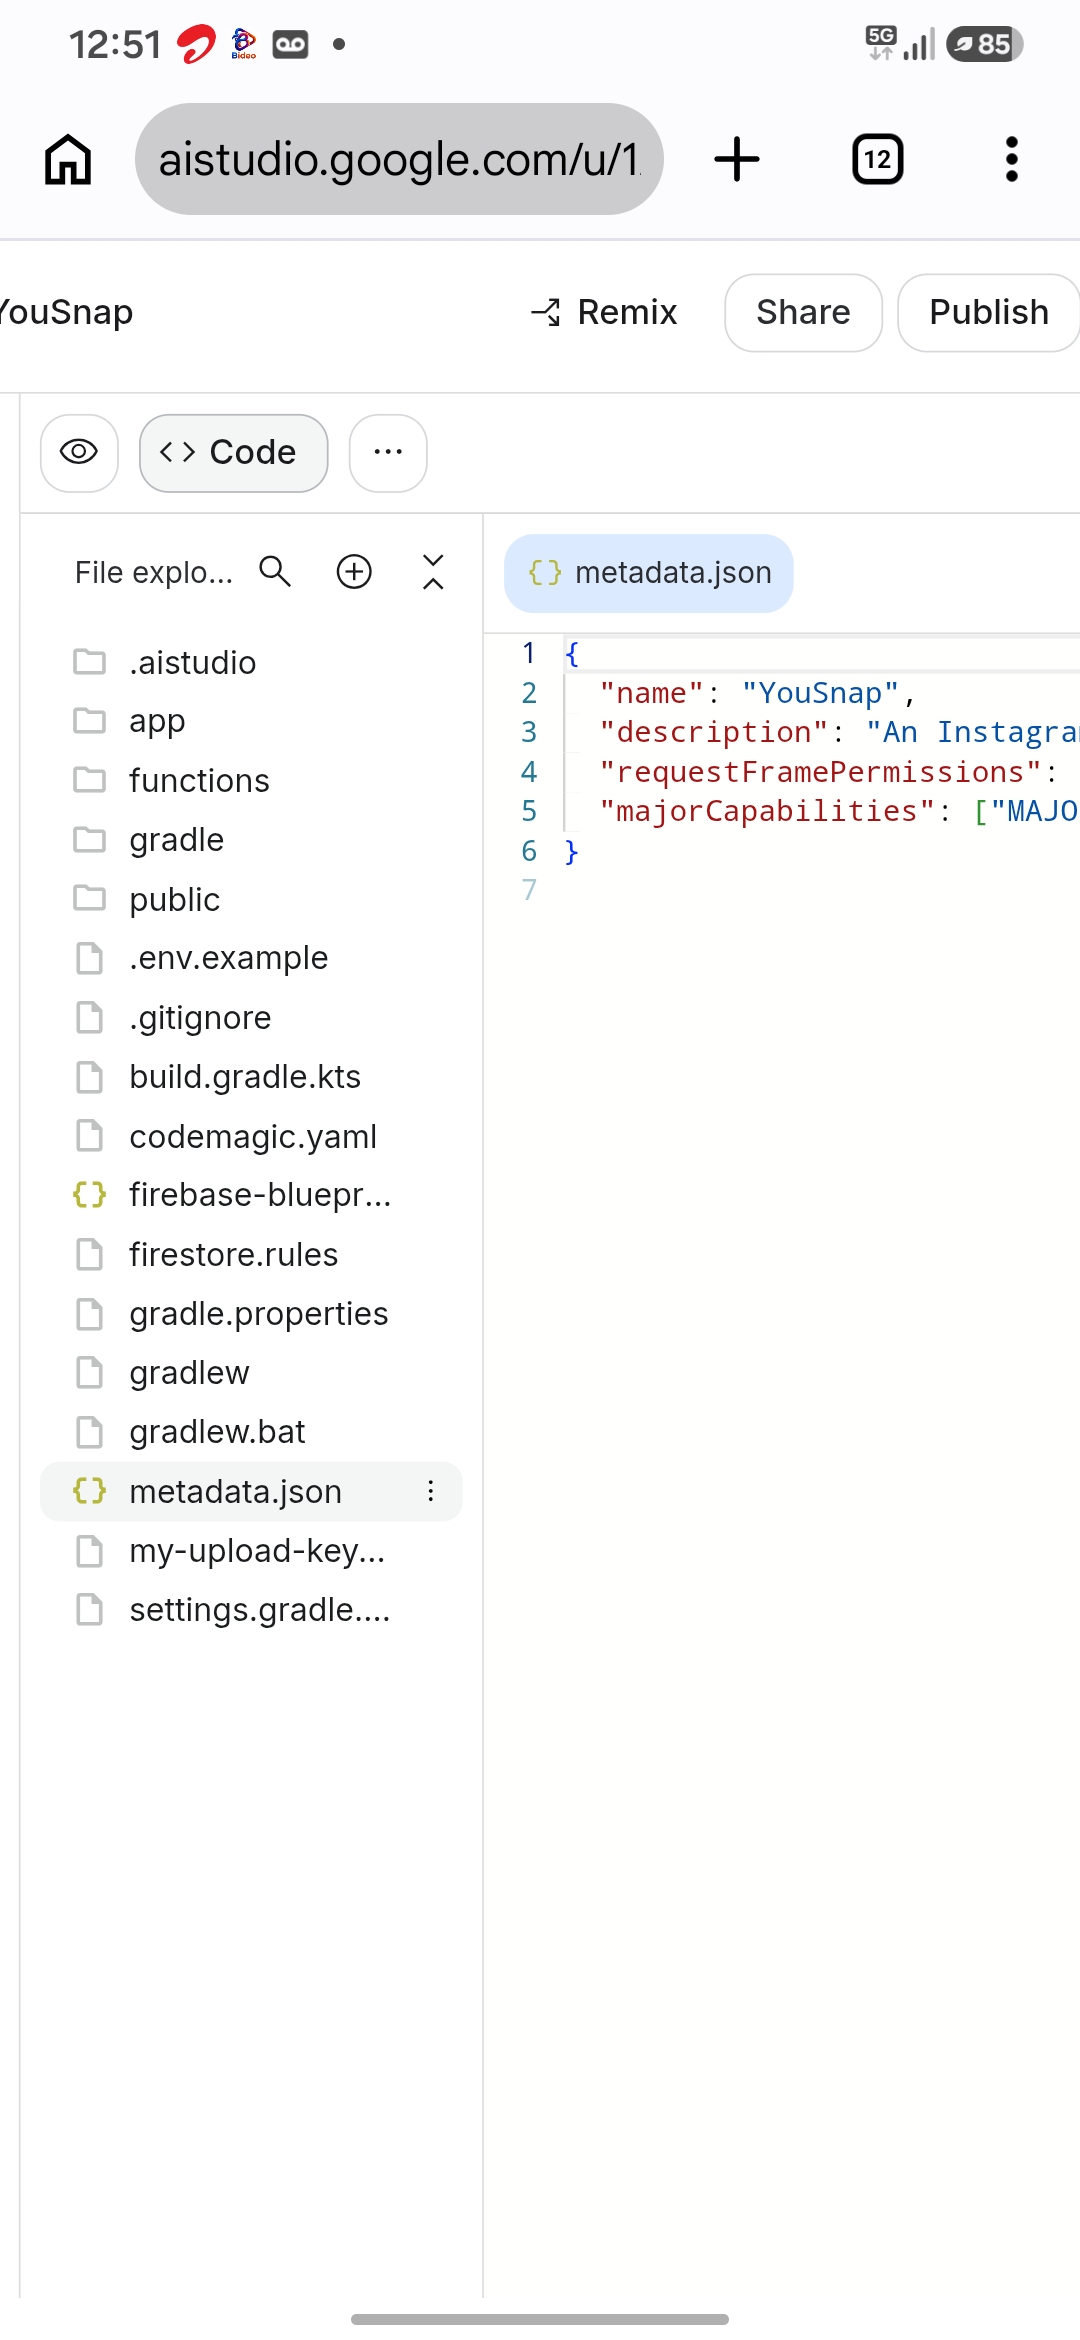 12:51
Bideo
5G
85
aistudio.google.com/u/1
12
YouSnap
Remix
Share
Publish
Code
File explo...
metadata.json
.aistudio
app
functions
gradle
public
.env.example
.gitignore
build.gradle.kts
codemagic.yaml
firebase-bluepr...
firestore.rules
gradle.properties
gradlew
gradlew.bat
metadata.json
my-upload-key...
settings.gradle....
1 {
2 "name": "YouSnap",
3 "description": "An Instagra
4 "requestFramePermissions":
5 "majorCapabilities": ["MAJO
6 }
7